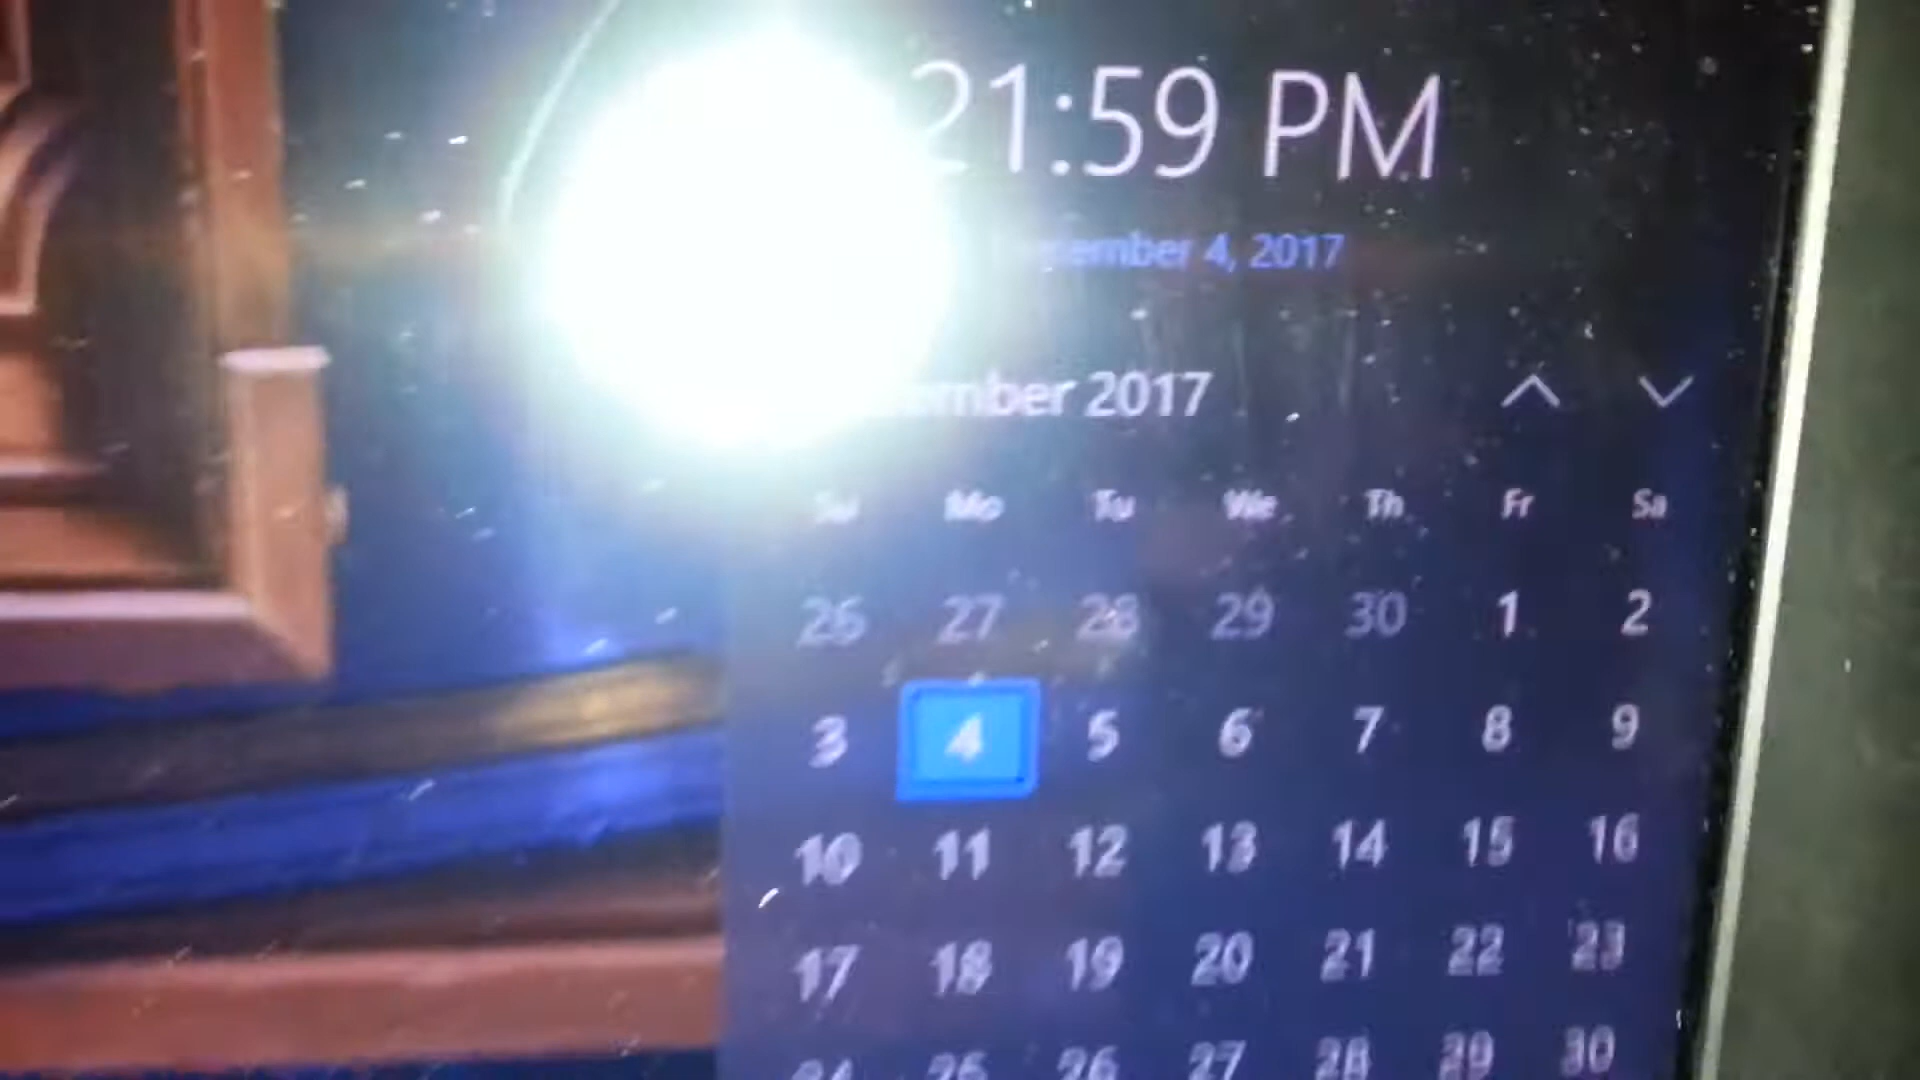 21:59 PM
ember 4, 2017
mber 2017
Su Mo Tu We Th Fr Sa
26 27 28 29 30 1 2
3 4 5 6 7 8 9
10 11 12 13 14 15 16
17 18 19 20 21 22 23
24 25 26 27 28 29 30